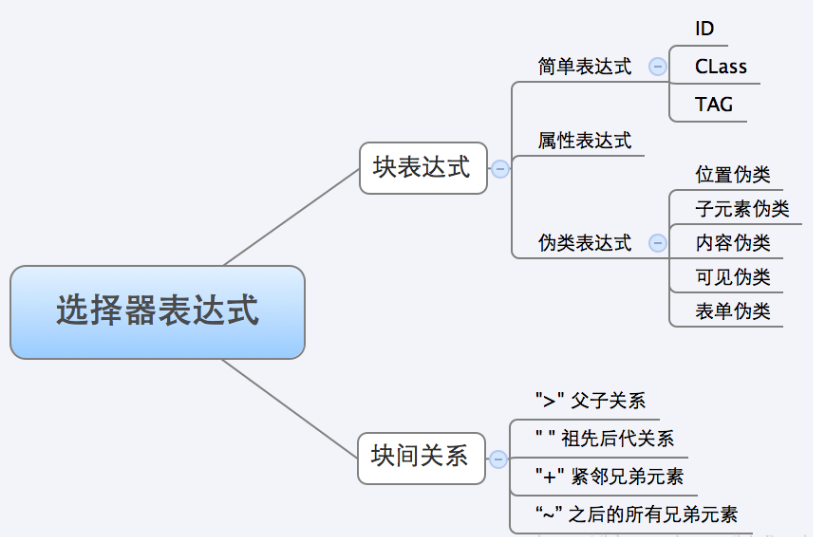 选择器表达式
块表达式
简单表达式
ID
CLass
TAG
属性表达式
伪类表达式
位置伪类
子元素伪类
内容伪类
可见伪类
表单伪类
块间关系
">" 父子关系
" " 祖先后代关系
"+" 紧邻兄弟元素
“~” 之后的所有兄弟元素